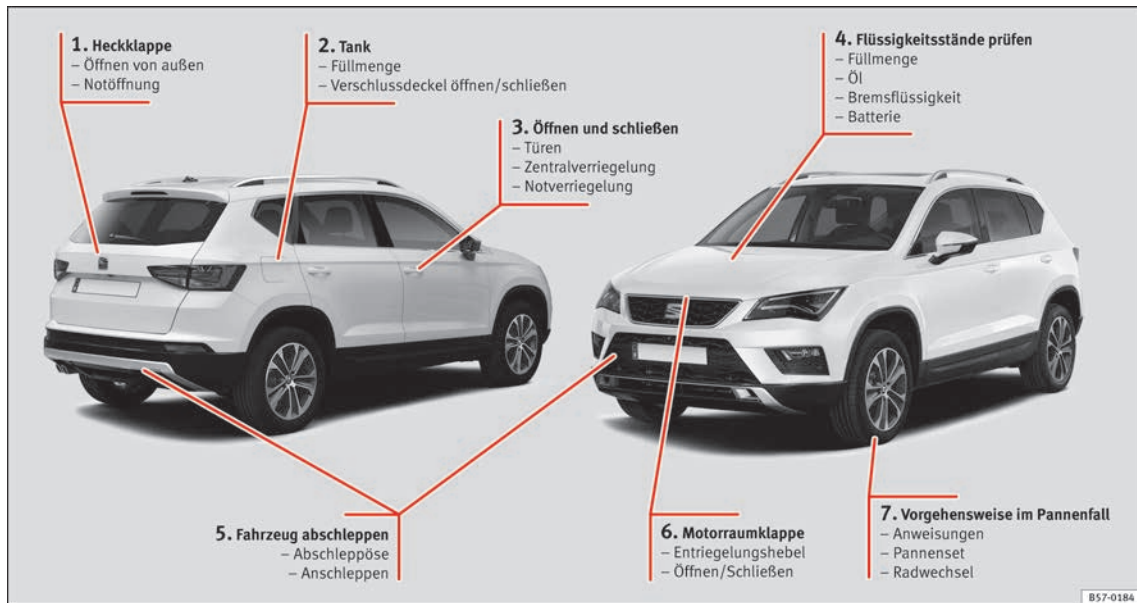 1. Heckklappe
– Öffnen von außen
– Notöffnung
2. Tank
– Füllmenge
– Verschlussdeckel öffnen/schließen
3. Öffnen und schließen
– Türen
– Zentralverriegelung
– Notverriegelung
4. Flüssigkeitsstände prüfen
– Füllmenge
– Öl
– Bremsflüssigkeit
– Batterie
5. Fahrzeug abschleppen
– Abschleppöse
– Anschleppen
6. Motorraumklappe
– Entriegelungshebel
– Öffnen/Schließen
7. Vorgehensweise im Pannenfall
– Anweisungen
– Pannenset
– Radwechsel
B57-0184